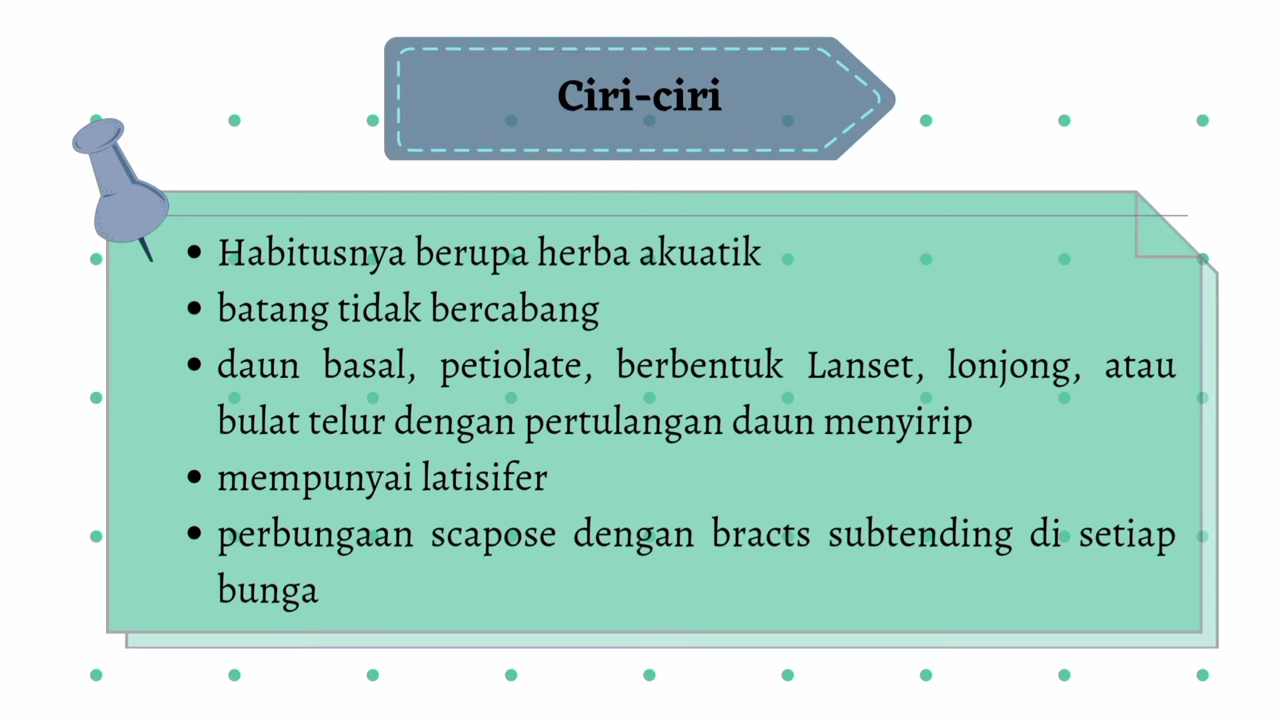 Ciri-ciri
• Habitusnya berupa herba akuatik
• batang tidak bercabang
• daun basal, petiolate, berbentuk Lanset, lonjong, atau
bulat telur dengan pertulangan daun menyirip
• mempunyai latisifer
• perbungaan scapose dengan bracts subtending di setiap
bunga